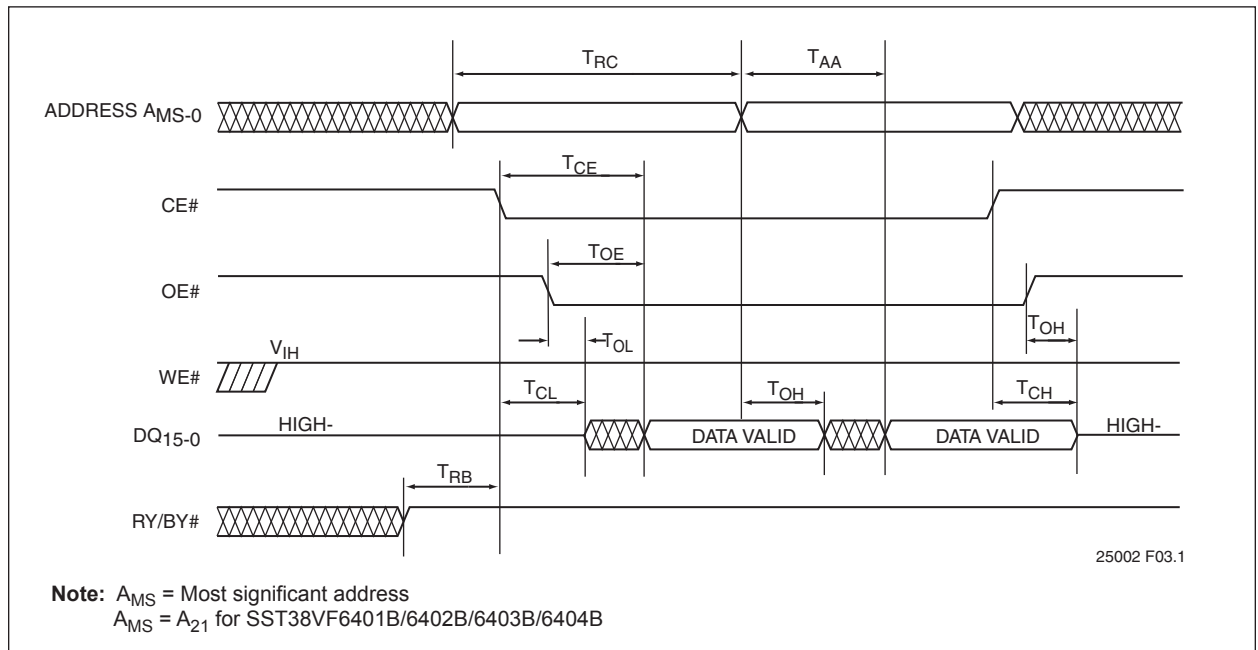 TRC
TAA
ADDRESS AMS-0
TCE
CE#
TOE
OE#
TOL
TOH
VIH
WE#
TCL
TOH
TCH
DQ15-0
HIGH-
DATA VALID
DATA VALID
HIGH-
TRB
RY/BY#
25002 F03.1
Note: AMS = Most significant address
AMS = A21 for SST38VF6401B/6402B/6403B/6404B